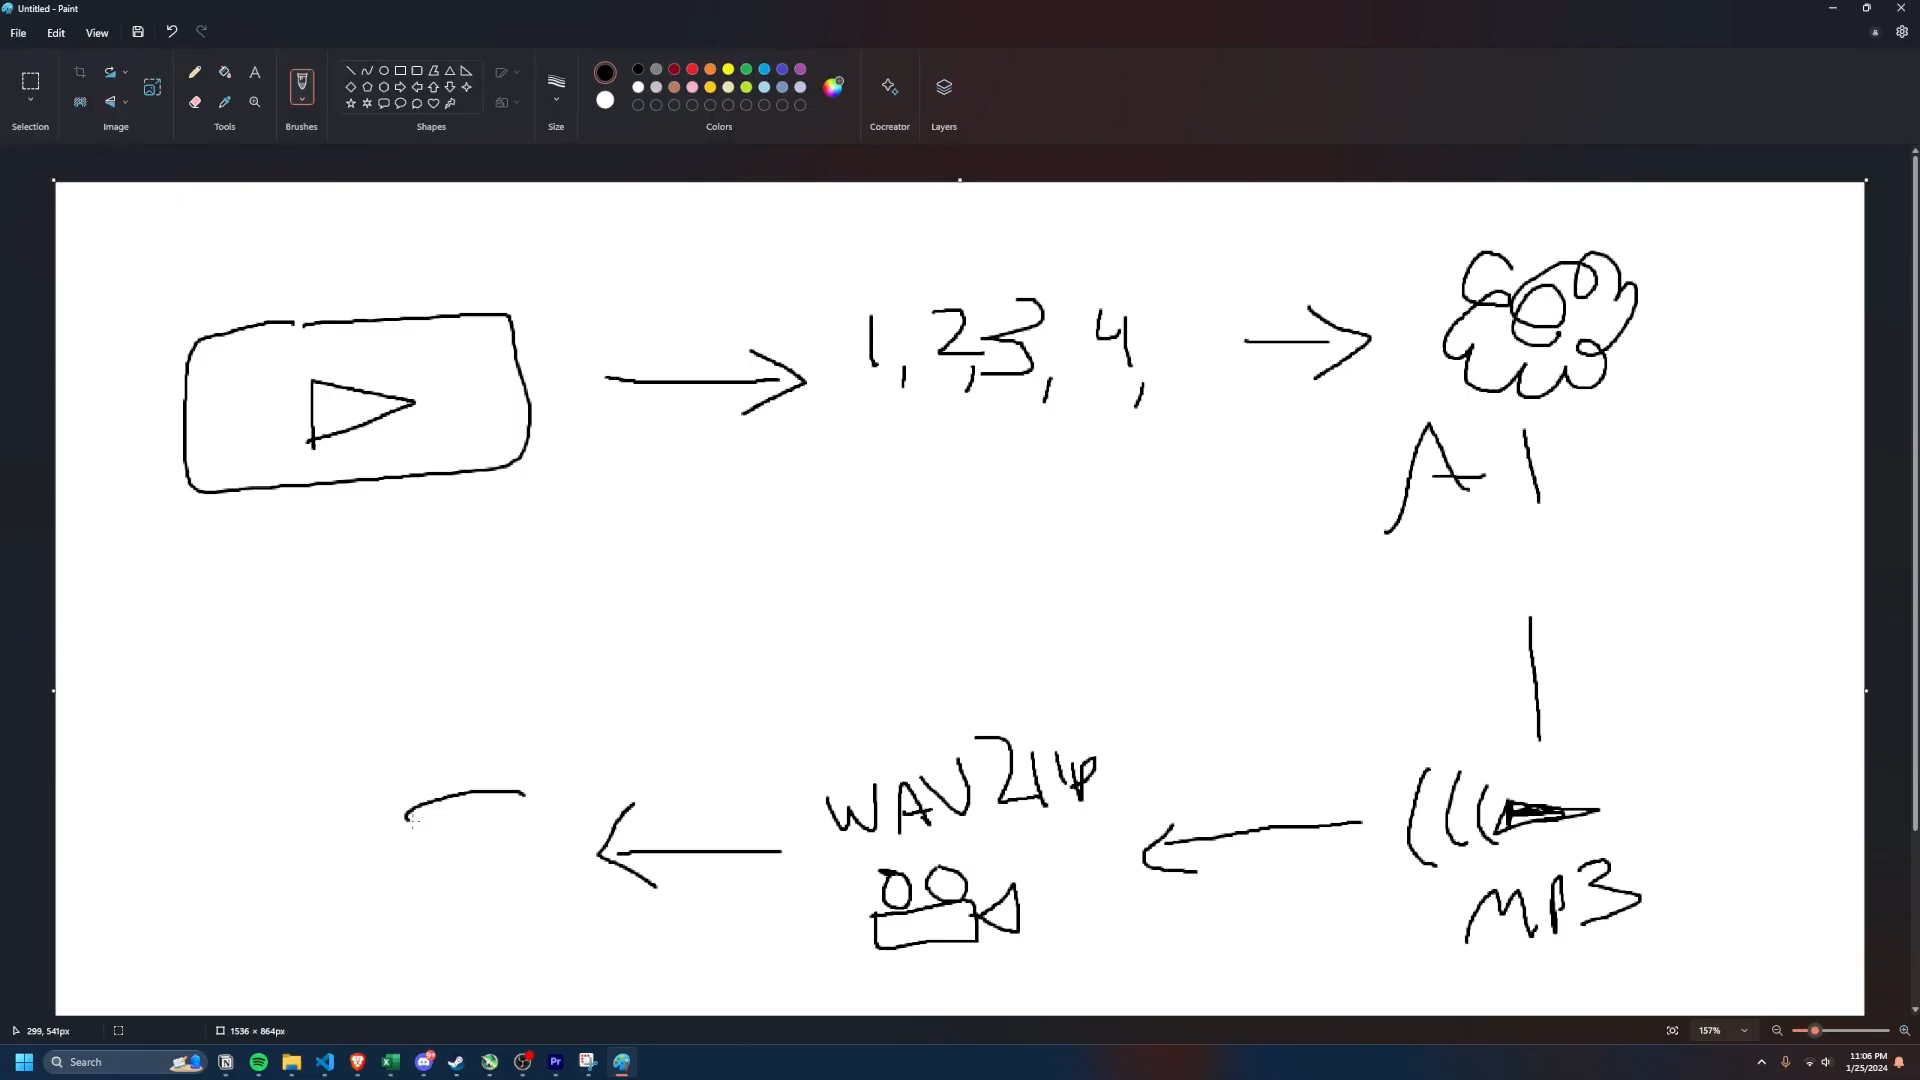 Untitled - Paint
File Edit View
Selection Image Tools Brushes Shapes Size Colors Cocreator Layers
1, 2, 3, 4,
AI
WAV2lip
MP3
299, 541px 1536 × 864px 157%
Search 11:06 PM
1/25/2024